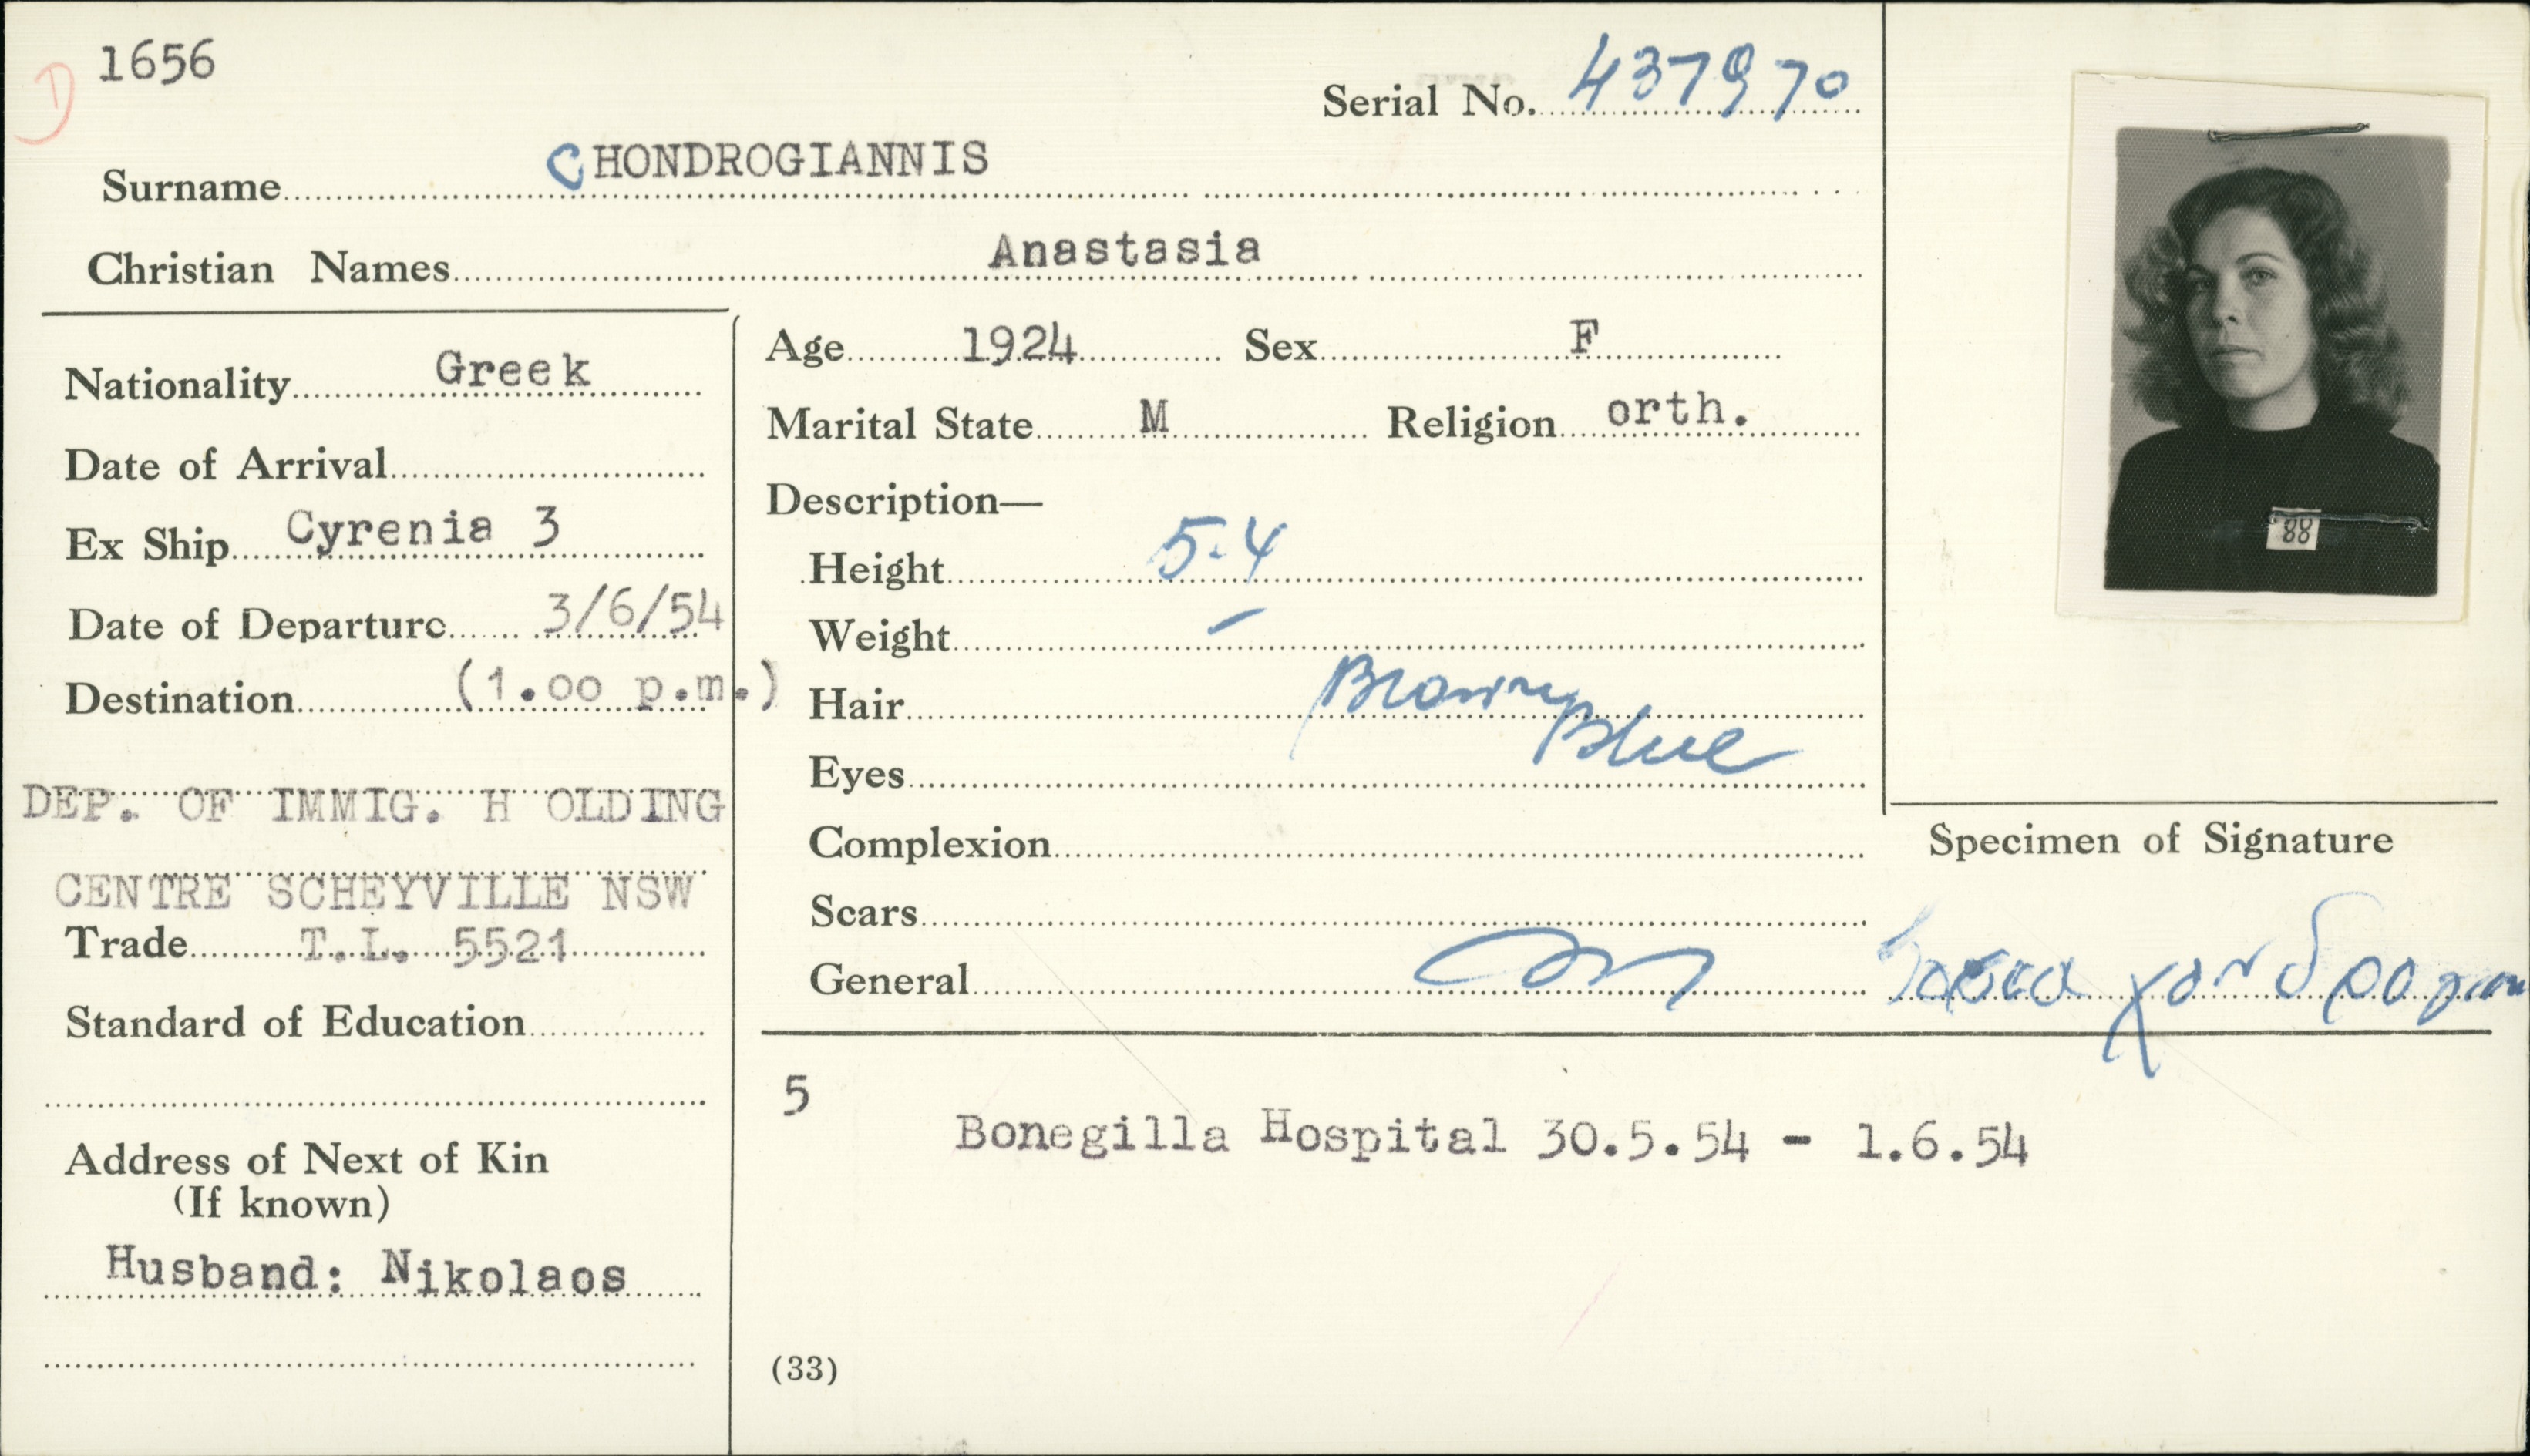 D 1656
Serial No. 437970
Surname CHONDROGIANNIS
Christian Names Anastasia
Nationality Greek
Date of Arrival
Ex Ship Cyrenia 3
Date of Departure 3/6/54
Destination (1.00 p.m.)
DEP. OF IMMIG. H OLDING
CENTRE SCHEYVILLE NSW
Trade T.L. 5521
Standard of Education
Address of Next of Kin
(If known)
Husband: Nikolaos
Age 1924 Sex F
Marital State M Religion orth.
Description—
Height 5.4
Weight –
Hair Brown
Eyes Blue
Complexion
Scars
General
88
Specimen of Signature
χονδρογιαν
5
Bonegilla Hospital 30.5.54 - 1.6.54
(33)